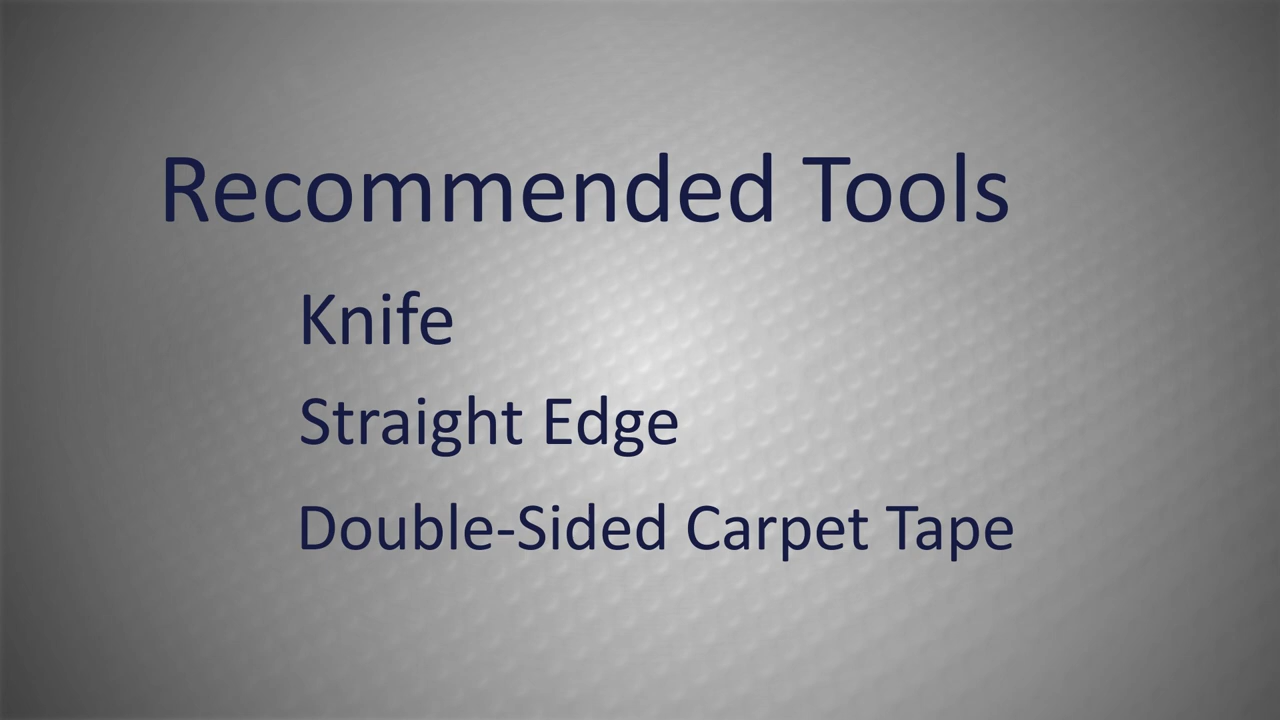 Recommended Tools
Knife
Straight Edge
Double-Sided Carpet Tape